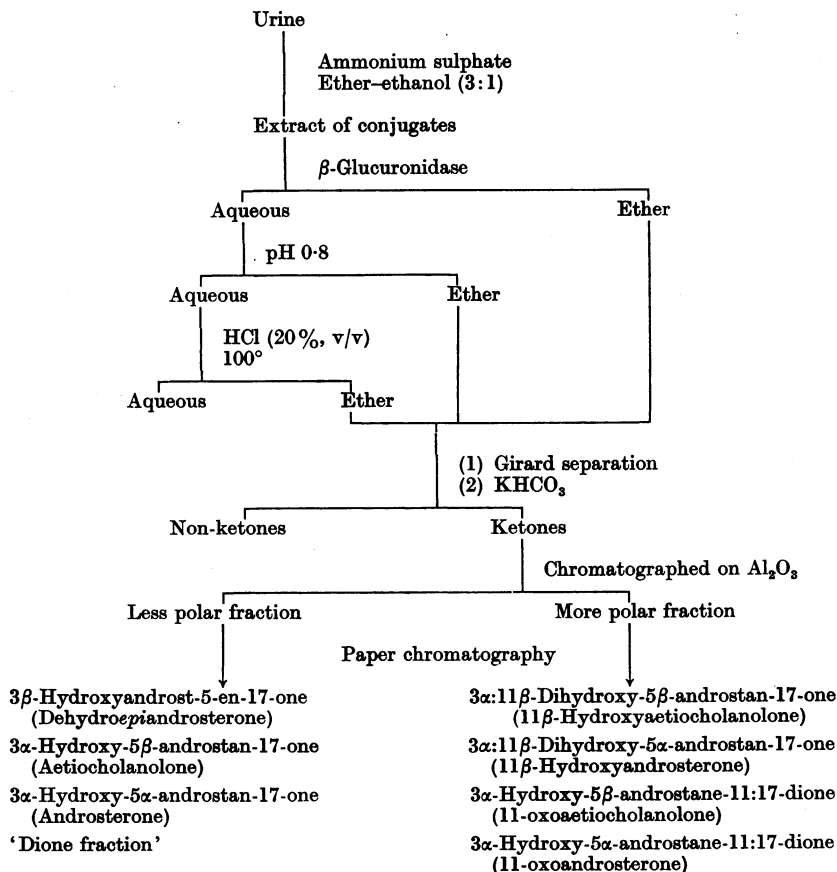 Urine
Ammonium sulphate
Ether–ethanol (3:1)
Extract of conjugates
β-Glucuronidase
Aqueous
Ether
pH 0·8
Aqueous
Ether
HCl (20%, v/v)
100°
Aqueous
Ether
(1) Girard separation
(2) KHCO₃
Non-ketones
Ketones
Chromatographed on Al₂O₃
Less polar fraction
More polar fraction
Paper chromatography
3β-Hydroxyandrost-5-en-17-one
(Dehydroepiandrosterone)
3α-Hydroxy-5β-androstan-17-one
(Aetiocholanolone)
3α-Hydroxy-5α-androstan-17-one
(Androsterone)
‘Dione fraction’
3α:11β-Dihydroxy-5β-androstan-17-one
(11β-Hydroxyaetiocholanolone)
3α:11β-Dihydroxy-5α-androstan-17-one
(11β-Hydroxyandrosterone)
3α-Hydroxy-5β-androstane-11:17-dione
(11-oxoaetiocholanolone)
3α-Hydroxy-5α-androstane-11:17-dione
(11-oxoandrosterone)